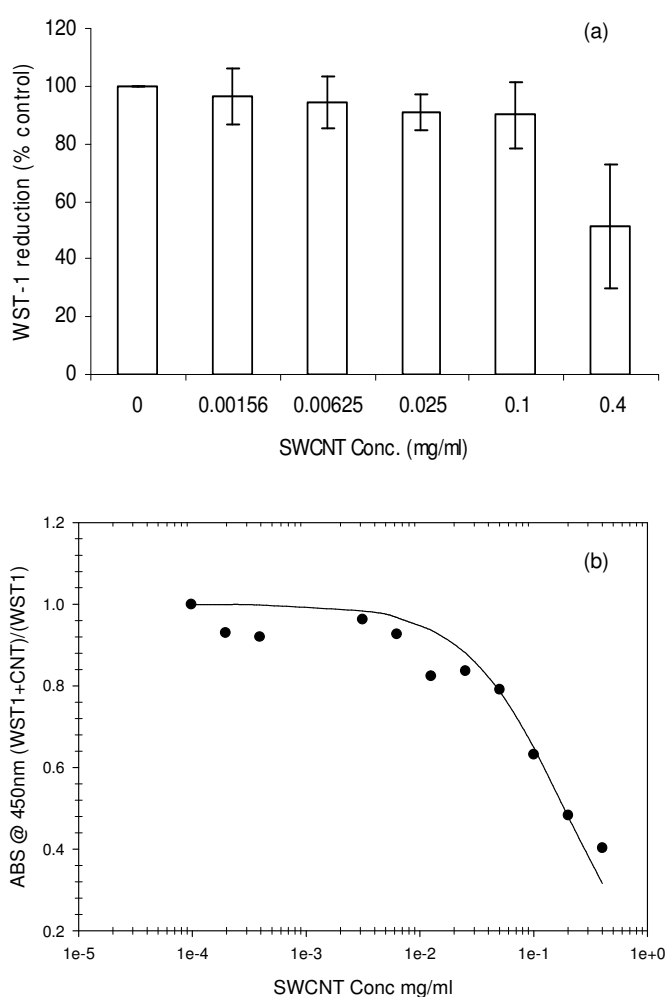 (a)
WST-1 reduction (% control)
120
100
80
60
40
20
0
0 0.00156 0.00625 0.025 0.1 0.4
SWCNT Conc. (mg/ml)
(b)
ABS @ 450nm (WST1+CNT)/(WST1)
1.2
1.0
0.8
0.6
0.4
0.2
1e-5 1e-4 1e-3 1e-2 1e-1 1e+0
SWCNT Conc mg/ml